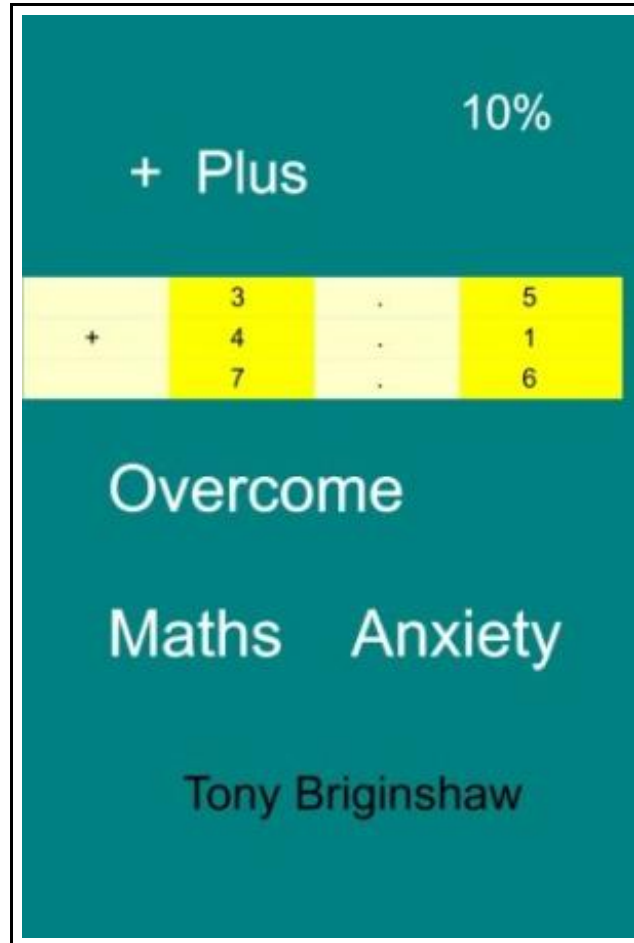 10%
+ Plus
3 . 5
+ 4 . 1
7 . 6
Overcome
Maths Anxiety
Tony Briginshaw